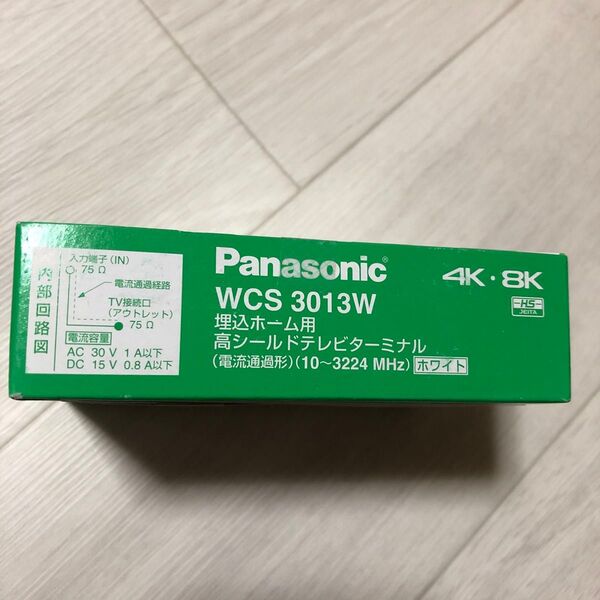 内部回路図
入力端子(IN)
75Ω
電流通過経路
TV接続口
(アウトレット)
75Ω
電流容量
AC 30V 1A以下
DC 15V 0.8A以下
Panasonic
WCS 3013W
埋込ホーム用
高シールドテレビターミナル
(電流通過形)(10～3224 MHz) ホワイト
4K・8K
HS
JEITA